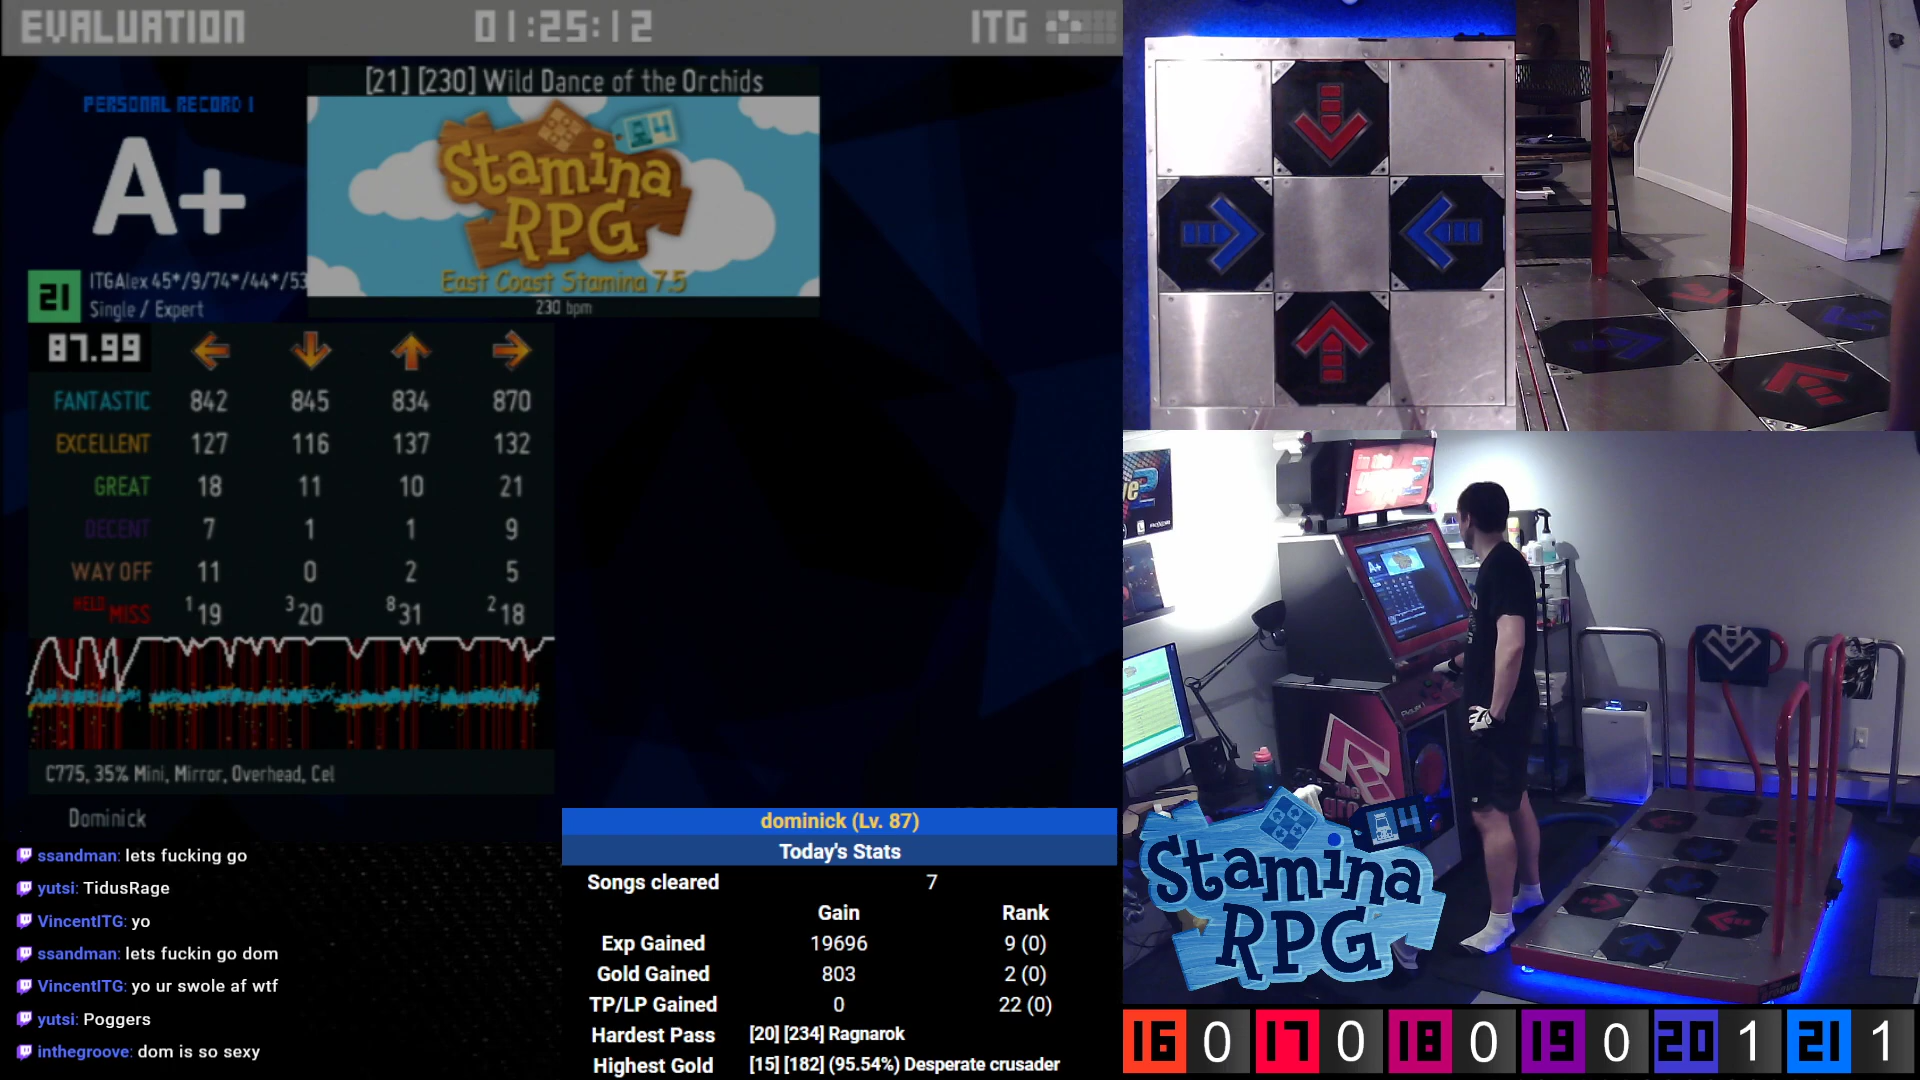 EVALUATION
01:25:12
ITG
[21] [230] Wild Dance of the Orchids
PERSONAL RECORD 1
A+
Stamina
RPG
4
East Coast Stamina 7.5
21
ITGAlex 45*/9/74*/44*/53
Single / Expert
230 bpm
87.99
FANTASTIC 842 845 834 870
EXCELLENT 127 116 137 132
GREAT 18 11 10 21
DECENT 7 1 1 9
WAY OFF 11 0 2 5
HELD MISS 1 19 3 20 8 31 2 18
C775, 35% Mini, Mirror, Overhead, Cel
Dominick
ssandman: lets fucking go
yutsi: TidusRage
VincentITG: yo
ssandman: lets fuckin go dom
VincentITG: yo ur swole af wtf
yutsi: Poggers
inthegroove: dom is so sexy
dominick (Lv. 87)
Today's Stats
Songs cleared 7
Gain Rank
Exp Gained 19696 9 (0)
Gold Gained 803 2 (0)
TP/LP Gained 0 22 (0)
Hardest Pass [20] [234] Ragnarok
Highest Gold [15] [182] (95.54%) Desperate crusader
in the
groove 2
A+
Stamina
RPG
4
16 0 17 0 18 0 19 0 20 1 21 1